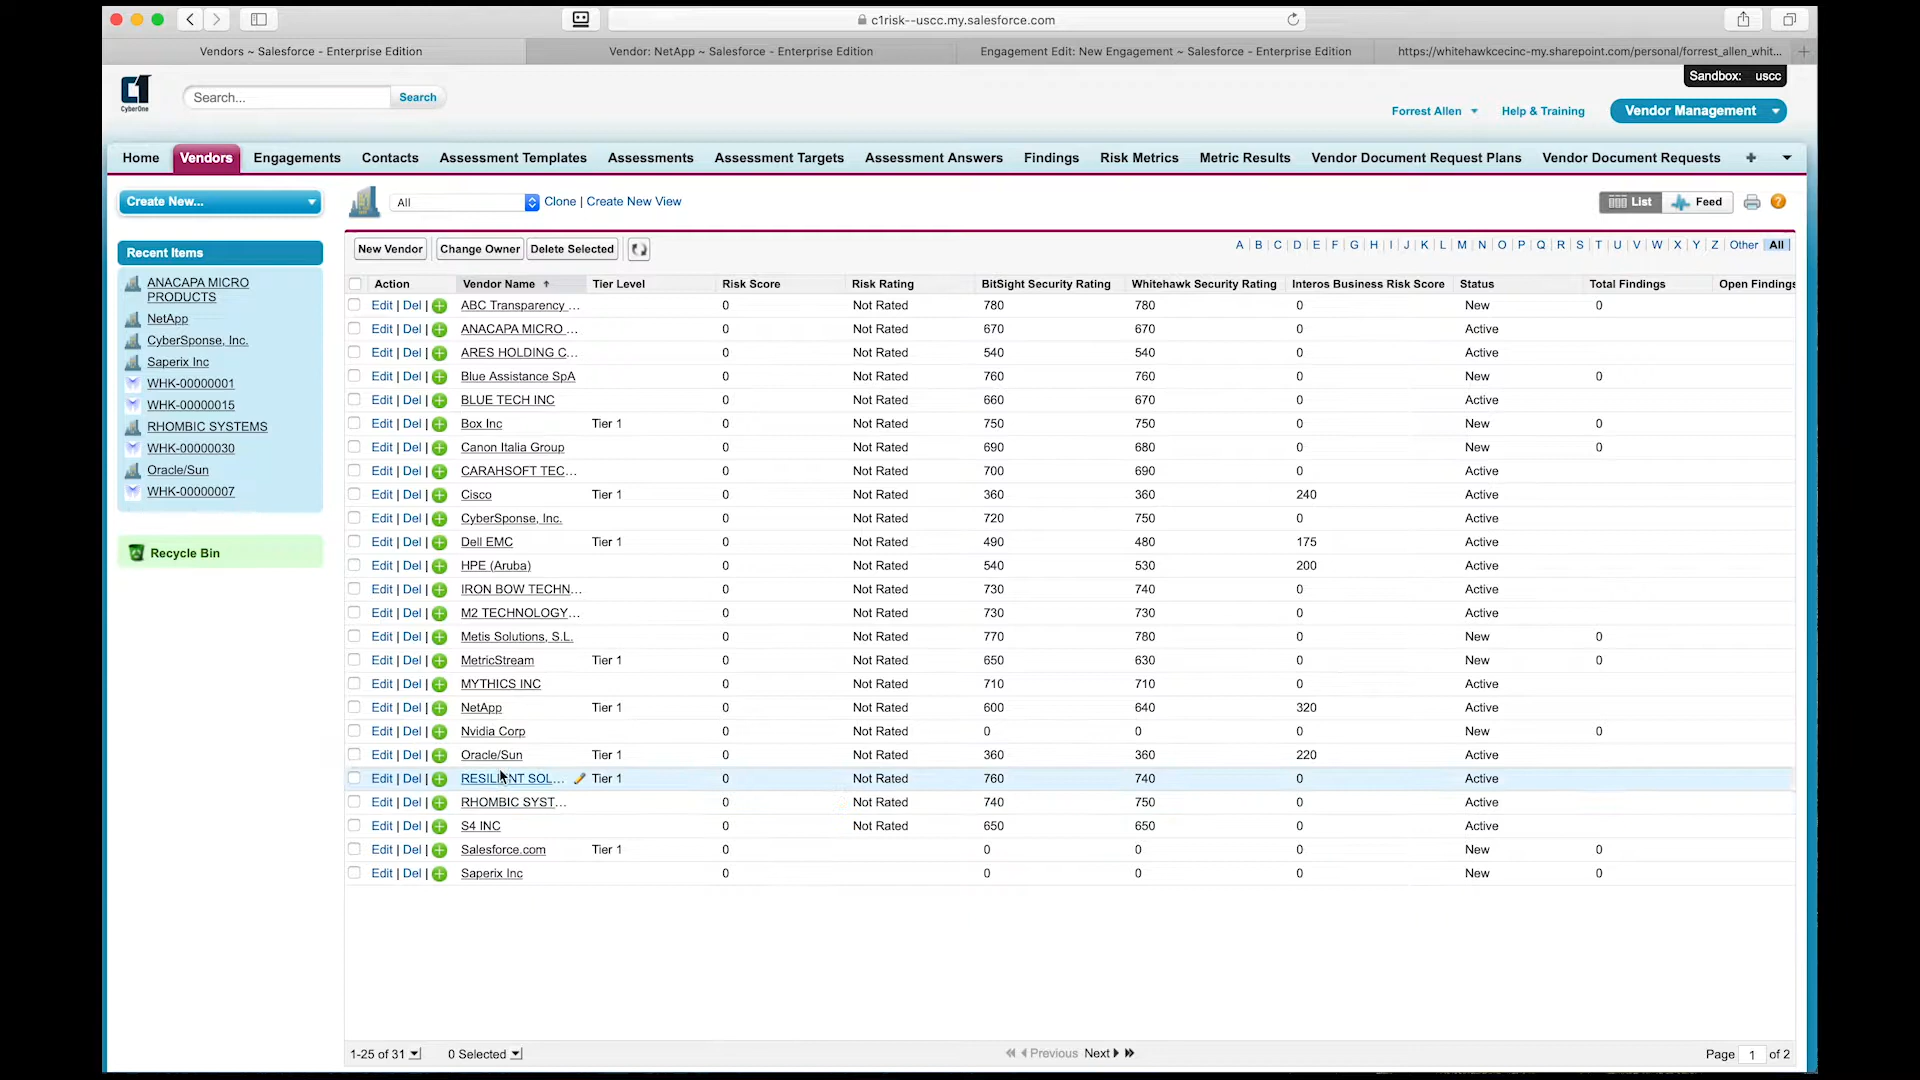 c1risk--uscc.my.salesforce.com
Vendors ~ Salesforce - Enterprise Edition
Vendor: NetApp ~ Salesforce - Enterprise Edition
Engagement Edit: New Engagement ~ Salesforce - Enterprise Edition
https://whitehawkcecinc-my.sharepoint.com/personal/forrest_allen_whit...
Sandbox: uscc
C1
CyberOne
Search...
Search
Forrest Allen
Help & Training
Vendor Management
Home Vendors Engagements Contacts Assessment Templates Assessments Assessment Targets Assessment Answers Findings Risk Metrics Metric Results Vendor Document Request Plans Vendor Document Requests +
Create New...
Recent Items
ANACAPA MICRO
PRODUCTS
NetApp
CyberSponse, Inc.
Saperix Inc
WHK-00000001
WHK-00000015
RHOMBIC SYSTEMS
WHK-00000030
Oracle/Sun
WHK-00000007
Recycle Bin
All
Clone | Create New View
List Feed
New Vendor Change Owner Delete Selected
A | B | C | D | E | F | G | H | I | J | K | L | M | N | O | P | Q | R | S | T | U | V | W | X | Y | Z | Other | All
Action Vendor Name Tier Level Risk Score Risk Rating BitSight Security Rating Whitehawk Security Rating Interos Business Risk Score Status Total Findings Open Findings
Edit | Del | ABC Transparency ... 0 Not Rated 780 780 0 New 0
Edit | Del | ANACAPA MICRO ... 0 Not Rated 670 670 0 Active
Edit | Del | ARES HOLDING C... 0 Not Rated 540 540 0 Active
Edit | Del | Blue Assistance SpA 0 Not Rated 760 760 0 New 0
Edit | Del | BLUE TECH INC 0 Not Rated 660 670 0 Active
Edit | Del | Box Inc Tier 1 0 Not Rated 750 750 0 New 0
Edit | Del | Canon Italia Group 0 Not Rated 690 680 0 New 0
Edit | Del | CARAHSOFT TEC... 0 Not Rated 700 690 0 Active
Edit | Del | Cisco Tier 1 0 Not Rated 360 360 240 Active
Edit | Del | CyberSponse, Inc. 0 Not Rated 720 750 0 Active
Edit | Del | Dell EMC Tier 1 0 Not Rated 490 480 175 Active
Edit | Del | HPE (Aruba) 0 Not Rated 540 530 200 Active
Edit | Del | IRON BOW TECHN... 0 Not Rated 730 740 0 Active
Edit | Del | M2 TECHNOLOGY... 0 Not Rated 730 730 0 Active
Edit | Del | Metis Solutions, S.L. 0 Not Rated 770 780 0 New 0
Edit | Del | MetricStream Tier 1 0 Not Rated 650 630 0 New 0
Edit | Del | MYTHICS INC 0 Not Rated 710 710 0 Active
Edit | Del | NetApp Tier 1 0 Not Rated 600 640 320 Active
Edit | Del | Nvidia Corp 0 Not Rated 0 0 0 New 0
Edit | Del | Oracle/Sun Tier 1 0 Not Rated 360 360 220 Active
Edit | Del | RESILIENT SOL... Tier 1 0 Not Rated 760 740 0 Active
Edit | Del | RHOMBIC SYST... 0 Not Rated 740 750 0 Active
Edit | Del | S4 INC 0 Not Rated 650 650 0 Active
Edit | Del | Salesforce.com Tier 1 0 0 0 0 New 0
Edit | Del | Saperix Inc 0 0 0 0 New 0
1-25 of 31 0 Selected Previous Next Page 1 of 2